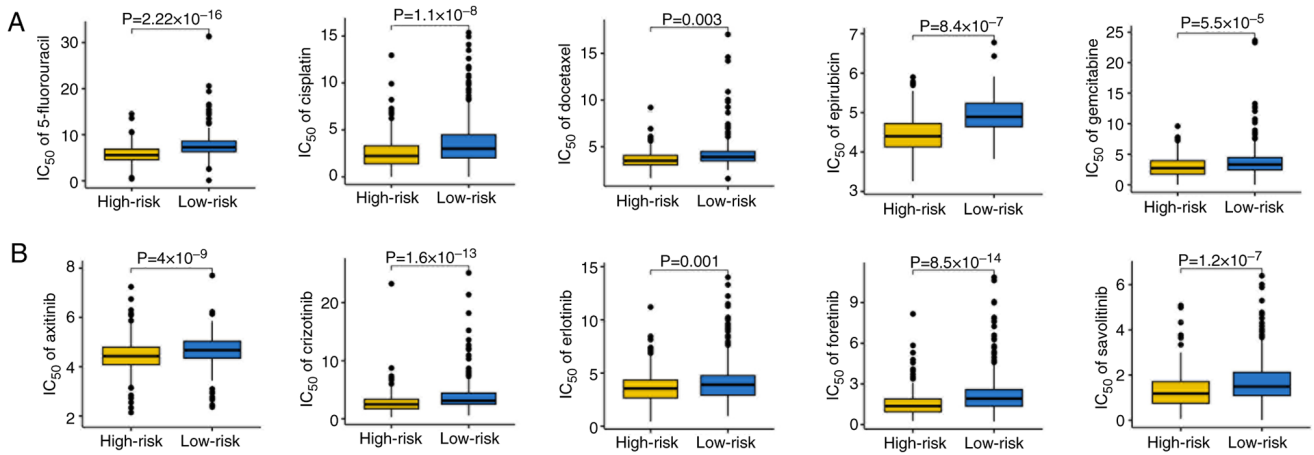 A
P=2.22×10−16
IC50 of 5-fluorouracil
30
20
10
0
High-risk Low-risk
P=1.1×10−8
IC50 of cisplatin
15
10
5
0
High-risk Low-risk
P=0.003
IC50 of docetaxel
15
10
5
High-risk Low-risk
P=8.4×10−7
IC50 of epirubicin
7
6
5
4
3
High-risk Low-risk
P=5.5×10−5
IC50 of gemcitabine
25
20
15
10
5
0
High-risk Low-risk
B
P=4×10−9
IC50 of axitinib
8
6
4
2
High-risk Low-risk
P=1.6×10−13
IC50 of crizotinib
20
10
0
High-risk Low-risk
P=0.001
IC50 of erlotinib
15
10
5
0
High-risk Low-risk
P=8.5×10−14
IC50 of foretinib
9
6
3
0
High-risk Low-risk
P=1.2×10−7
IC50 of savolitinib
6
4
2
0
High-risk Low-risk